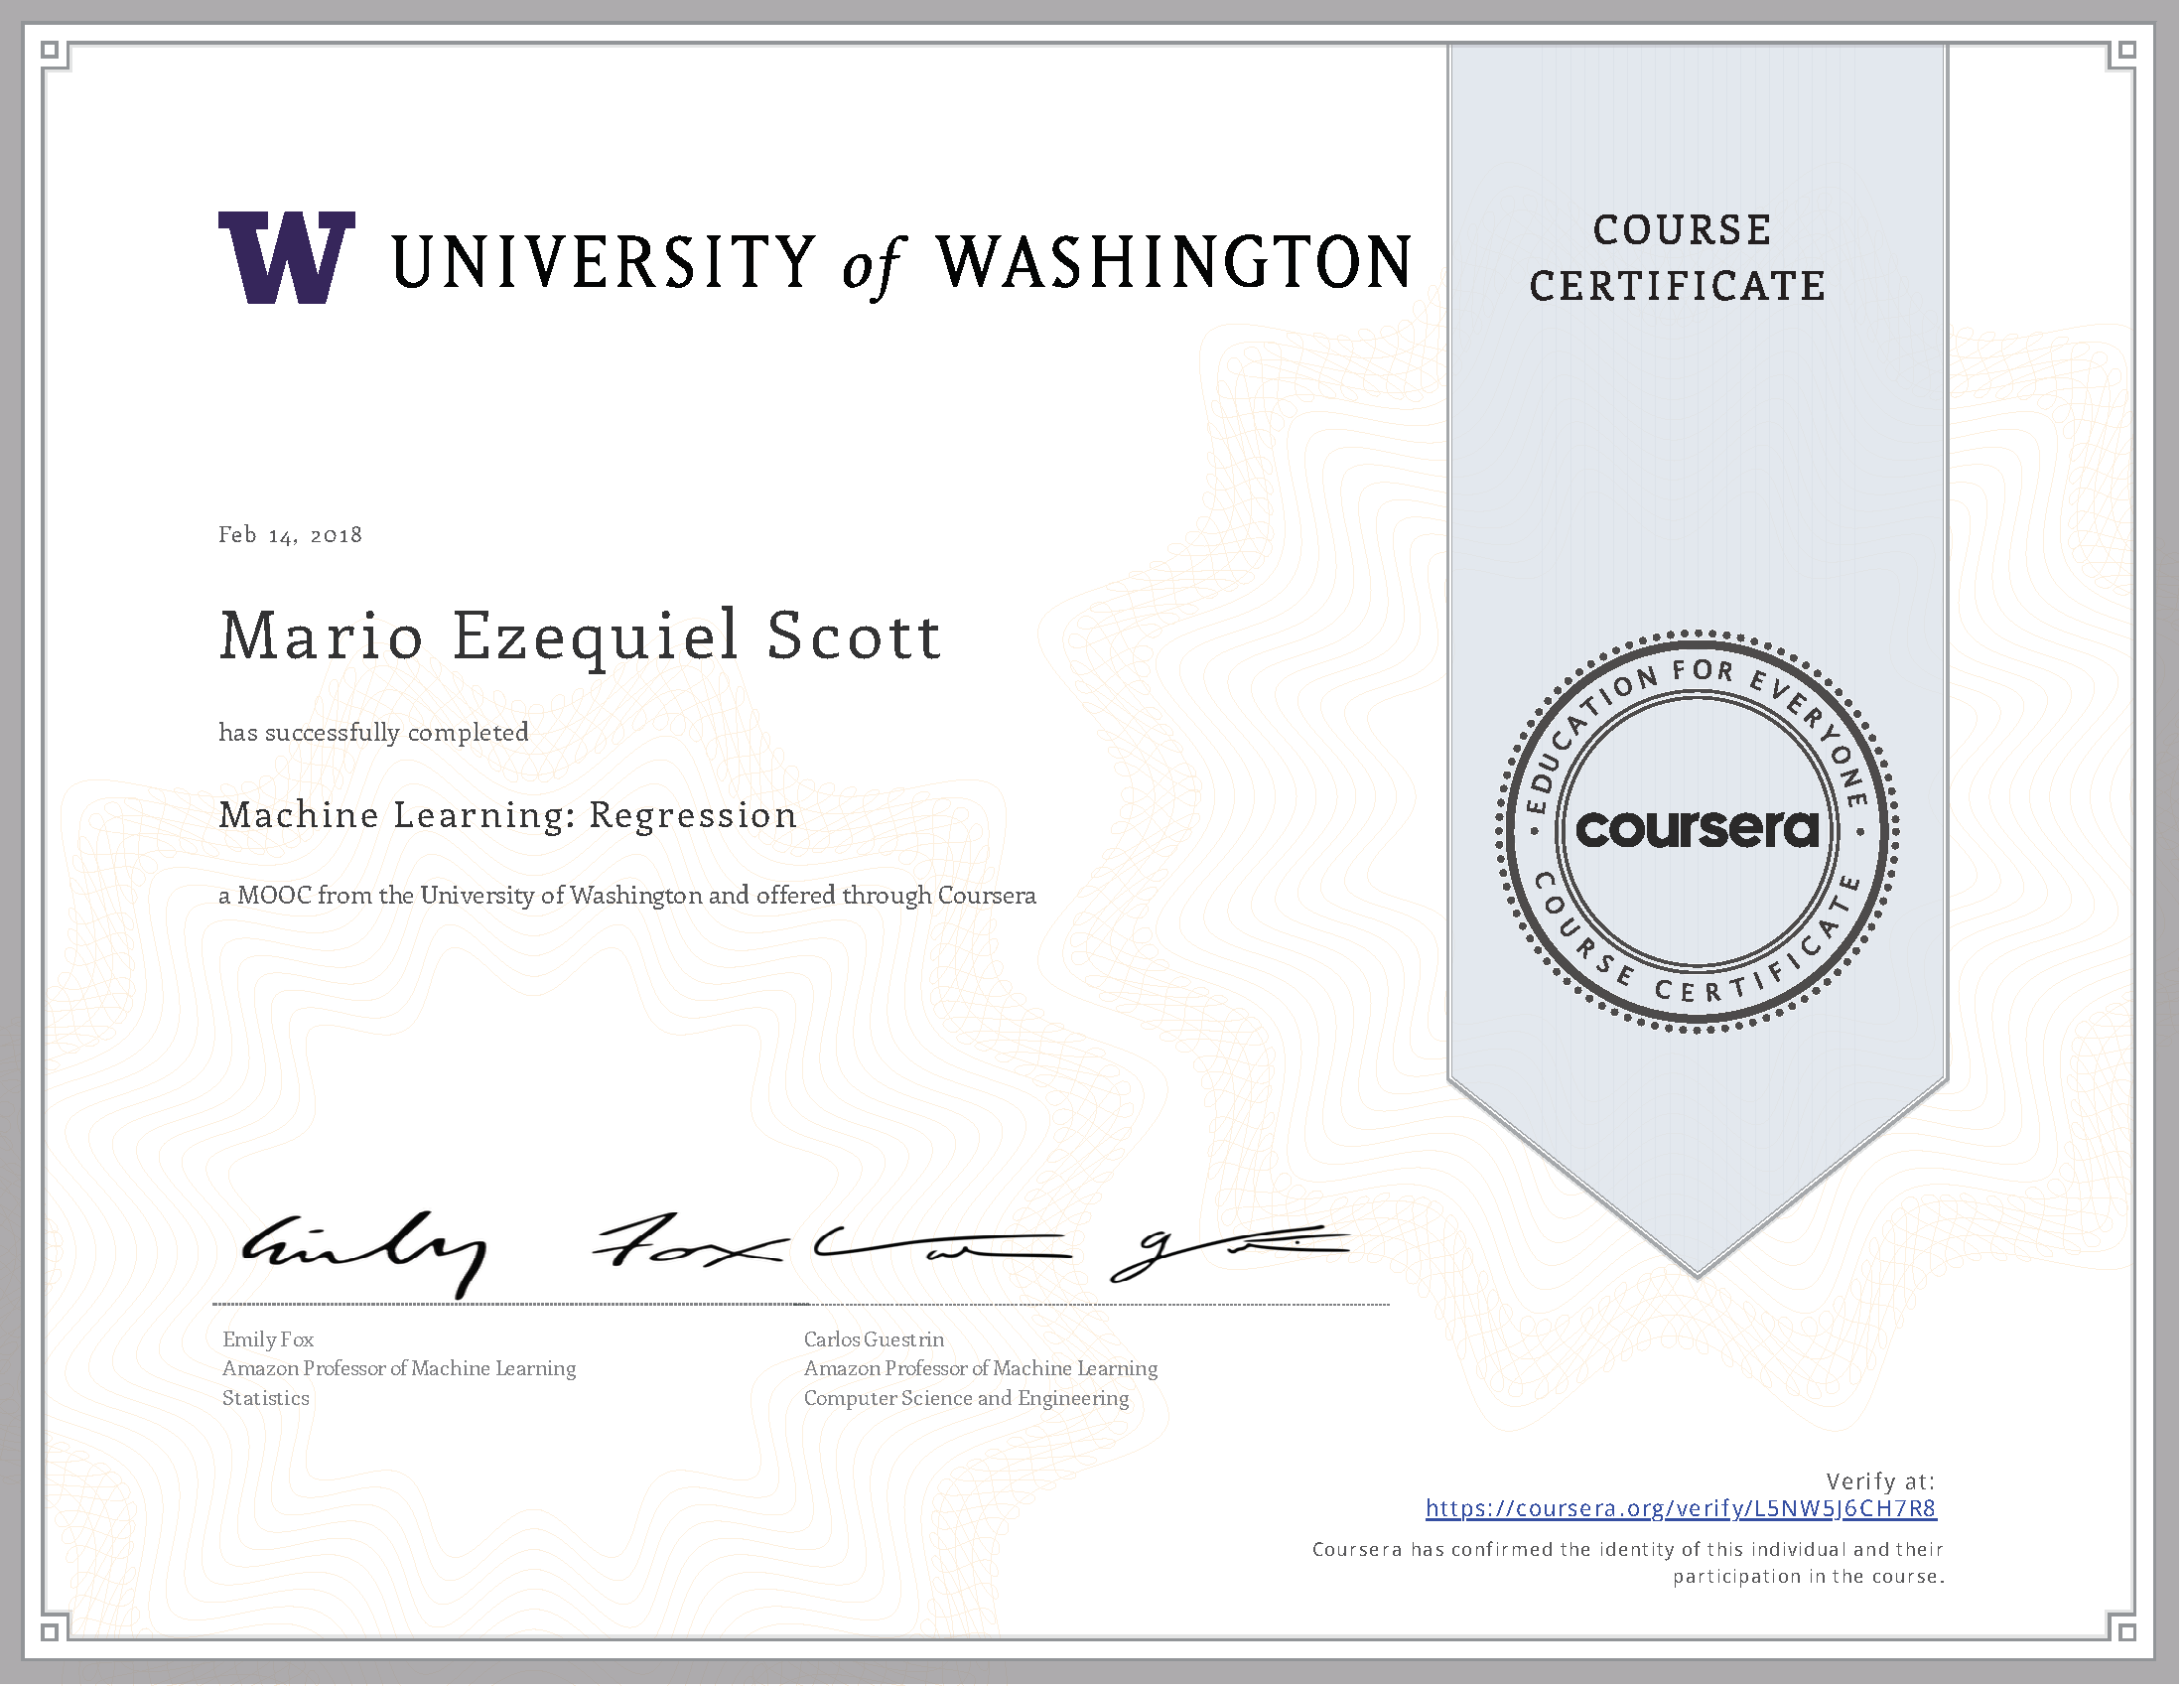 W UNIVERSITY of WASHINGTON
COURSE
CERTIFICATE
Feb 14, 2018
Mario Ezequiel Scott
has successfully completed
Machine Learning: Regression
a MOOC from the University of Washington and offered through Coursera
EDUCATION FOR EVERYONE
coursera
COURSE CERTIFICATE
Emily Fox
Emily Fox
Amazon Professor of Machine Learning
Statistics
Carlos Guestrin
Amazon Professor of Machine Learning
Computer Science and Engineering
Verify at:
https://coursera.org/verify/L5NW5J6CH7R8
Coursera has confirmed the identity of this individual and their
participation in the course.